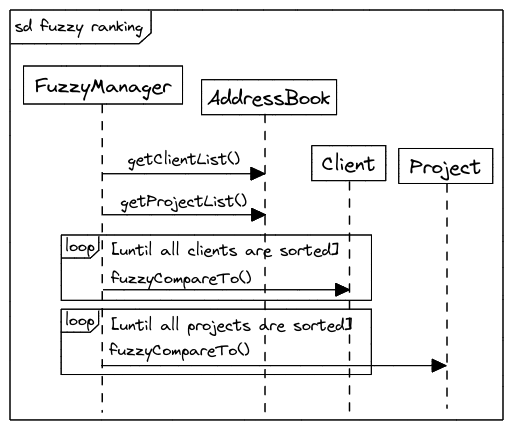 sd fuzzy ranking
FuzzyManager
AddressBook
Client
Project
getClientList()
getProjectList()
loop [until all clients are sorted]
fuzzyCompareTo()
loop [until all projects are sorted]
fuzzyCompareTo()